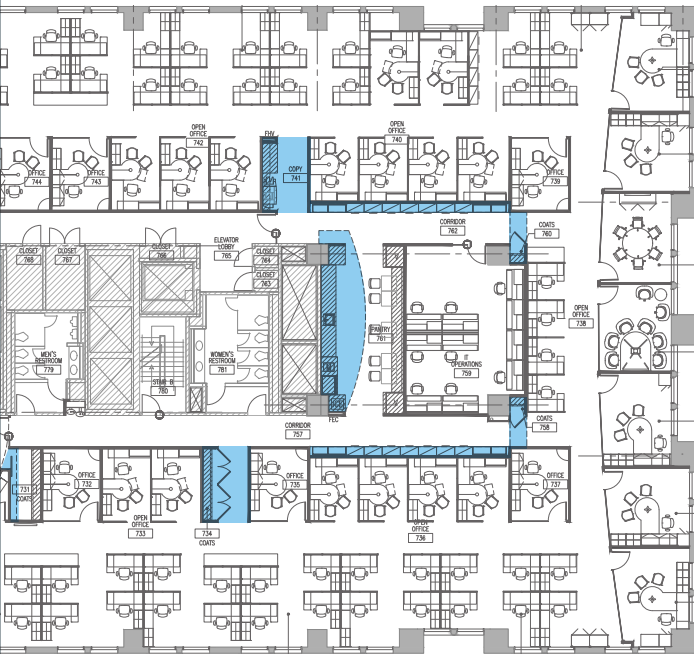 OPEN
OFFICE
742
OPEN
OFFICE
740
FHV
OFFICE
744
OFFICE
743
COPY
741
OFFICE
739
CORRIDOR
762
COATS
760
ELEVATOR
LOBBY
765
CLOSET
768
CLOSET
767
CLOSET
766
CLOSET
764
CLOSET
763
OPEN
OFFICE
738
PANTRY
761
IT
OPERATIONS
759
MEN'S
RESTROOM
779
STAIR B
780
WOMEN'S
RESTROOM
781
FEC
COATS
758
CORRIDOR
757
731
COATS
OFFICE
732
OFFICE
735
OFFICE
737
OPEN
OFFICE
733
734
COATS
OPEN
OFFICE
736